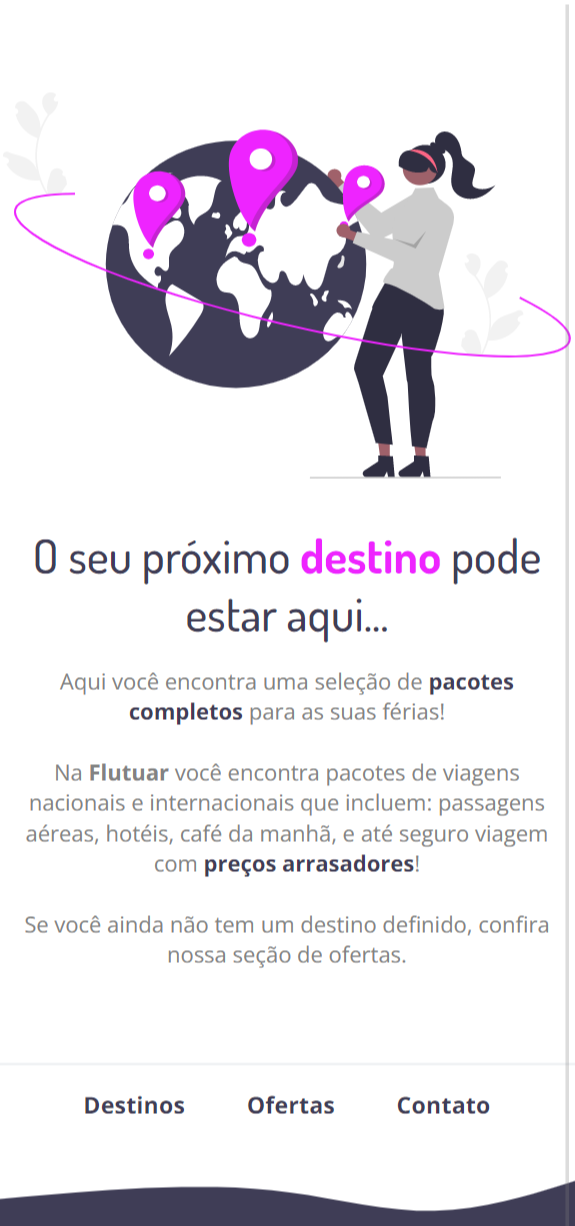 O seu próximo destino pode
estar aqui...
Aqui você encontra uma seleção de pacotes
completos para as suas férias!
Na Flutuar você encontra pacotes de viagens
nacionais e internacionais que incluem: passagens
aéreas, hotéis, café da manhã, e até seguro viagem
com preços arrasadores!
Se você ainda não tem um destino definido, confira
nossa seção de ofertas.
Destinos Ofertas Contato